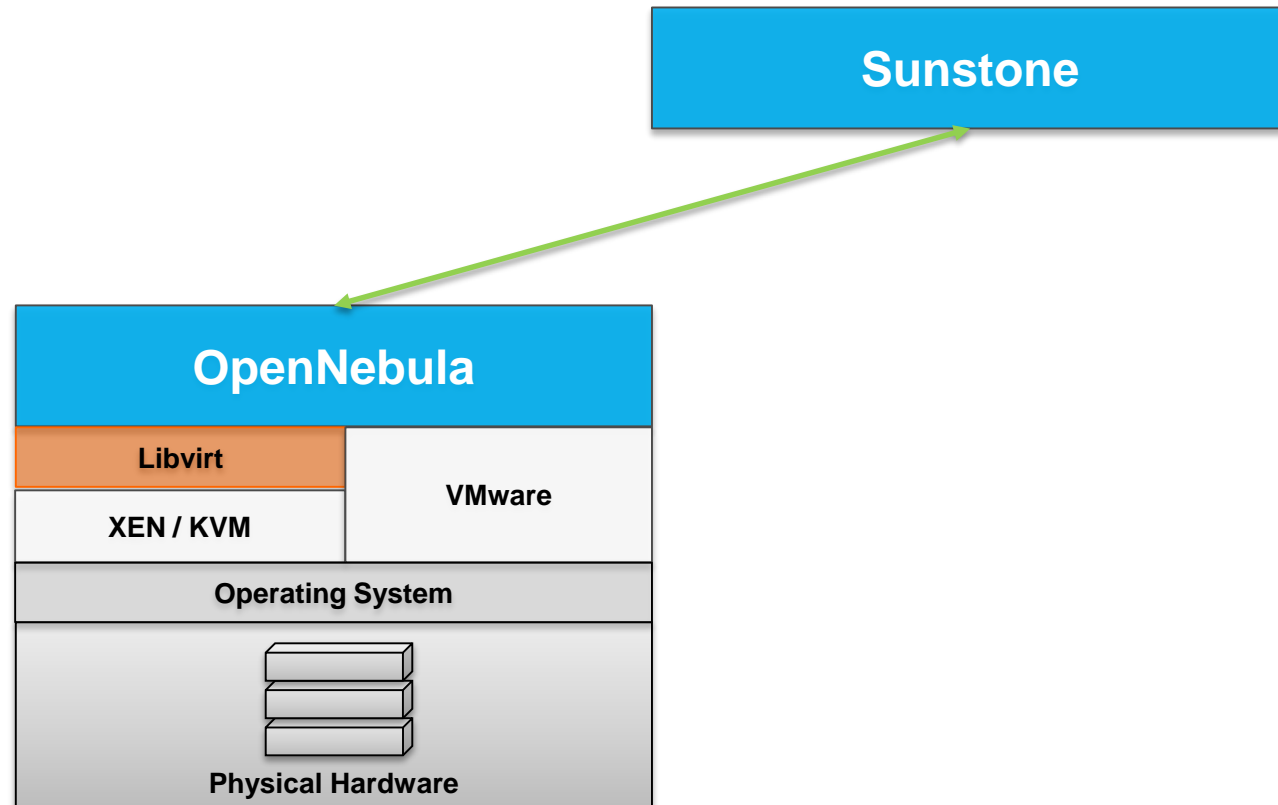 Sunstone
OpenNebula
Libvirt
VMware
XEN / KVM
Operating System
Physical Hardware